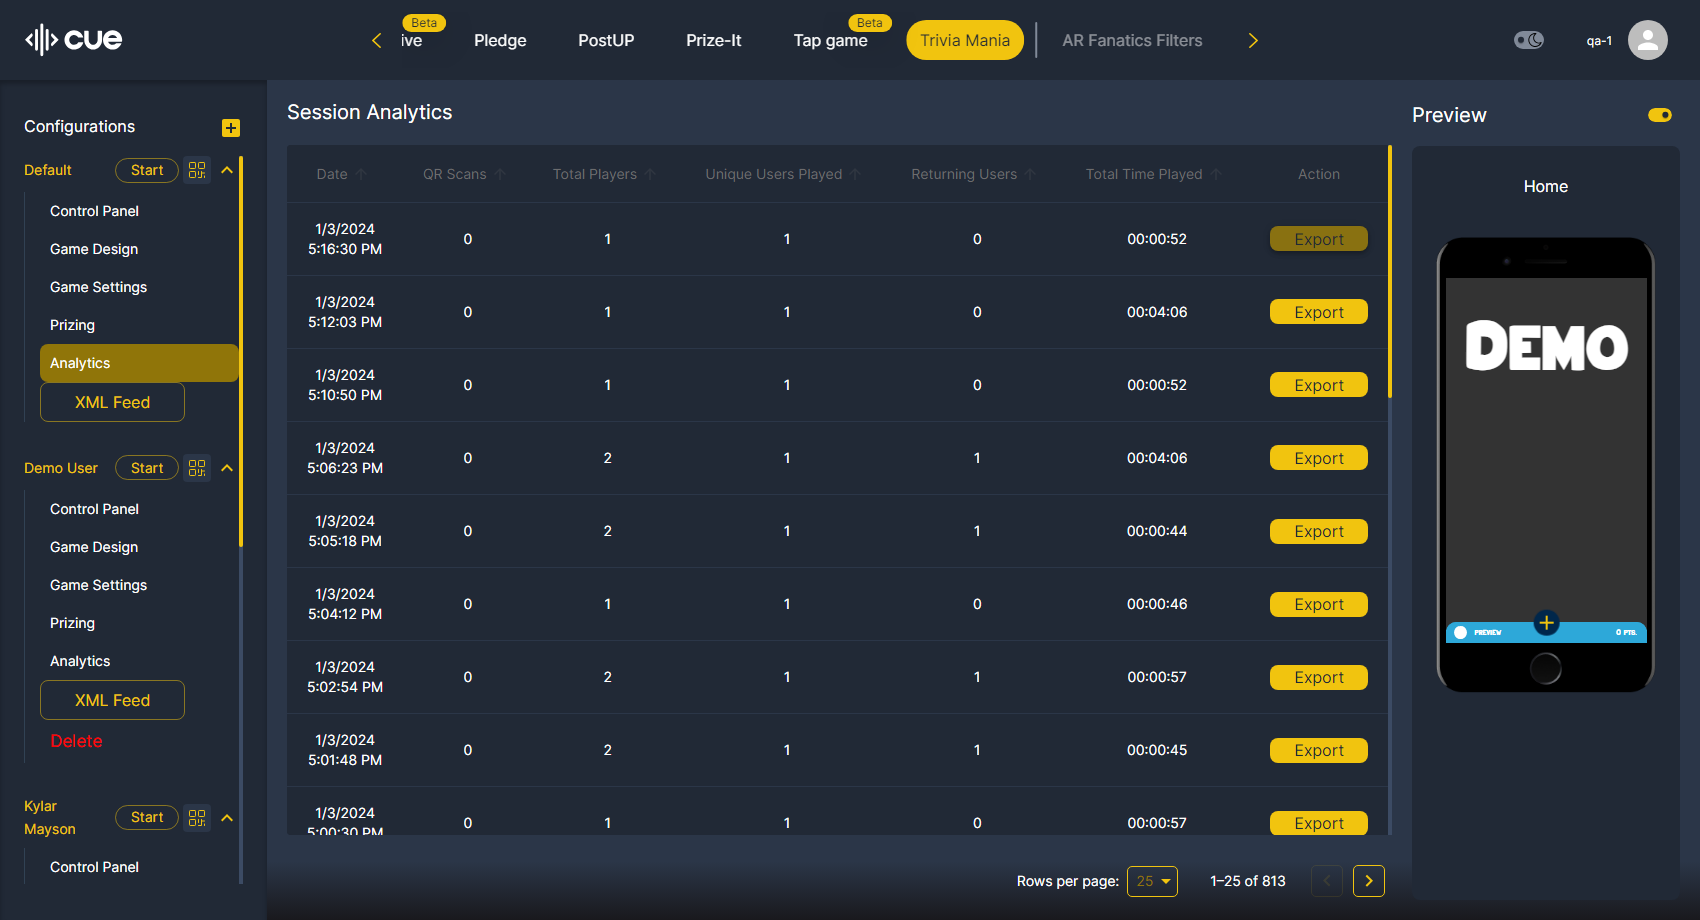 cue
Beta
ive
Pledge
PostUP
Prize-It
Tap game
Beta
Trivia Mania
AR Fanatics Filters
qa-1
Configurations
Default
Start
Control Panel
Game Design
Game Settings
Prizing
Analytics
XML Feed
Demo User
Start
Control Panel
Game Design
Game Settings
Prizing
Analytics
XML Feed
Delete
Kylar
Mayson
Start
Control Panel
Session Analytics
Date QR Scans Total Players Unique Users Played Returning Users Total Time Played Action
1/3/2024
5:16:30 PM 0 1 1 0 00:00:52 Export
1/3/2024
5:12:03 PM 0 1 1 0 00:04:06 Export
1/3/2024
5:10:50 PM 0 1 1 0 00:00:52 Export
1/3/2024
5:06:23 PM 0 2 1 1 00:04:06 Export
1/3/2024
5:05:18 PM 0 2 1 1 00:00:44 Export
1/3/2024
5:04:12 PM 0 1 1 0 00:00:46 Export
1/3/2024
5:02:54 PM 0 2 1 1 00:00:57 Export
1/3/2024
5:01:48 PM 0 2 1 1 00:00:45 Export
1/3/2024
5:00:30 PM 0 1 1 0 00:00:57 Export
Rows per page: 25 1–25 of 813
Preview
Home
DEMO
PREVIEW
0 PTS.